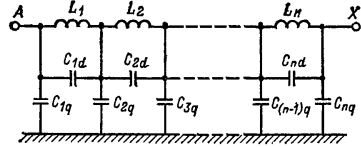 A L₁ L₂ Lₙ X
C₁d C₂d Cₙd
C₁q C₂q C₃q C₍ₙ₋₁₎q Cₙq